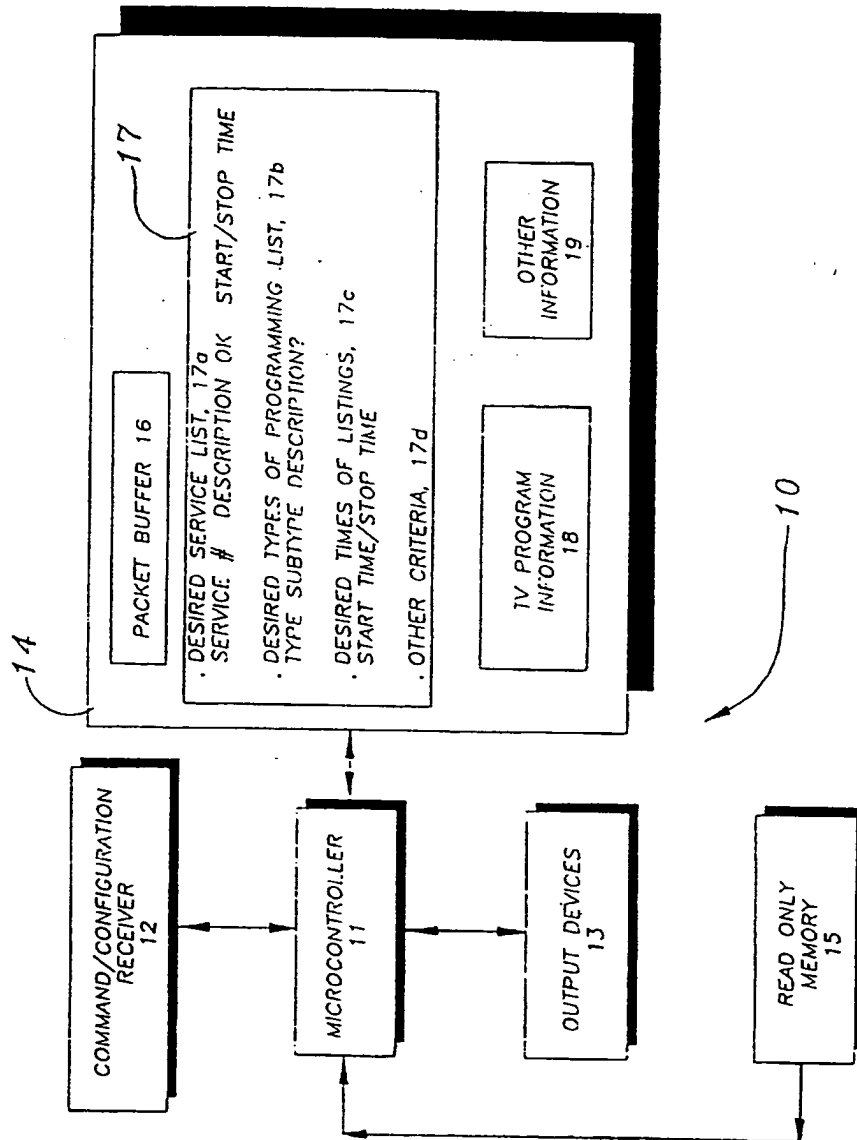 COMMAND/CONFIGURATION
RECEIVER
12
MICROCONTROLLER
11
OUTPUT DEVICES
13
READ ONLY
MEMORY
15
14
PACKET BUFFER 16
17
. DESIRED SERVICE LIST, 17a
SERVICE # DESCRIPTION OK START/STOP TIME
. DESIRED TYPES OF PROGRAMMING LIST, 17b
TYPE SUBTYPE DESCRIPTION?
. DESIRED TIMES OF LISTINGS, 17c
START TIME/STOP TIME
. OTHER CRITERIA, 17d
TV PROGRAM
INFORMATION
18
OTHER
INFORMATION
19
10